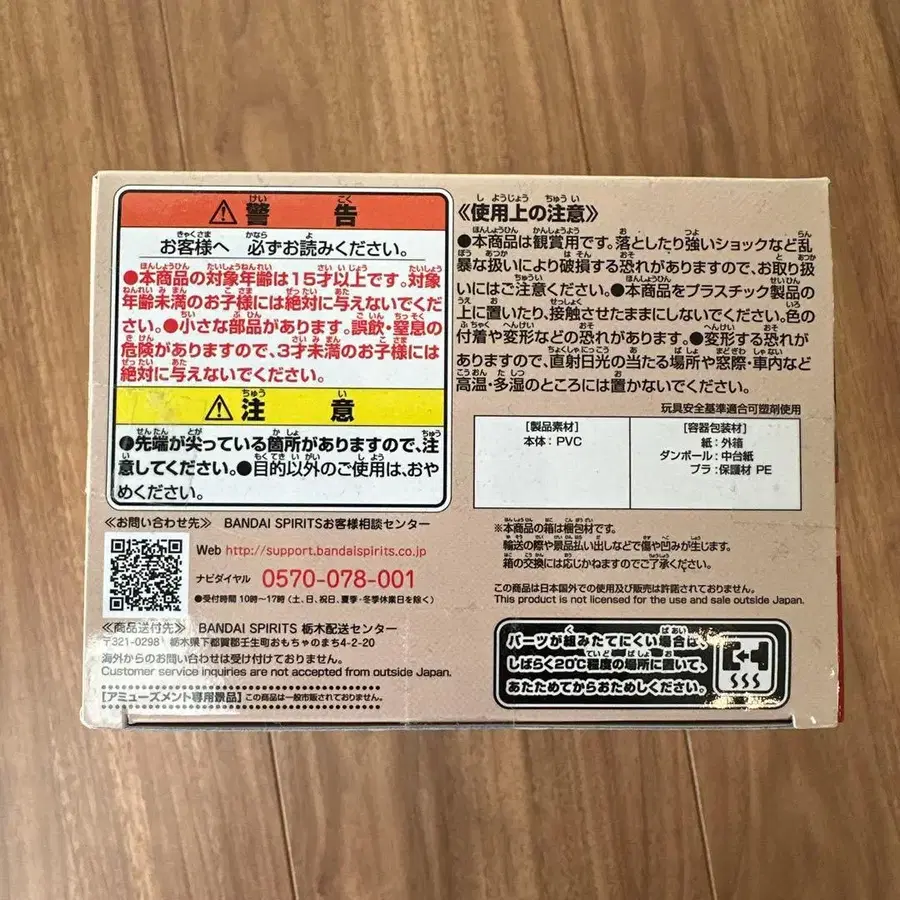 警告
お客様へ 必ずお読みください。
●本商品の対象年齢は15才以上です。対象
年齢未満のお子様には絶対に与えないでくだ
さい。●小さな部品があります。誤飲・窒息の
危険がありますので、3才未満のお子様には
絶対に与えないでください。
注意
●先端が尖っている箇所がありますので、注
意してください。●目的以外のご使用は、おや
めください。
《お問い合わせ先》 BANDAI SPIRITSお客様相談センター
Web http://support.bandaispirits.co.jp
ナビダイヤル 0570-078-001
●受付時間 10時〜17時 (土、日、祝日、夏季・冬季休業日を除く)
《商品送付先》 BANDAI SPIRITS 栃木配送センター
〒321-0298 栃木県下都賀郡壬生町おもちゃのまち4-2-20
海外からのお問い合わせは受け付けておりません。
Customer service inquiries are not accepted from outside Japan.
【アミューズメント専用景品】 この商品は一般市販されておりません。
《使用上の注意》
●本商品は観賞用です。落としたり強いショックなど乱
暴な扱いにより破損する恐れがありますので、お取り扱
いにはご注意ください。●本商品をプラスチック製品の
上に置いたり、接触させたままにしないでください。色の
付着や変形などの恐れがあります。●変形する恐れが
ありますので、直射日光の当たる場所や窓際・車内など
高温・多湿のところには置かないでください。
玩具安全基準適合可塑剤使用
[製品素材]
本体:PVC
[容器包装材]
紙:外箱
ダンボール:中台紙
プラ:保護材 PE
※本商品の箱は梱包材です。
輸送の際や景品払い出しなどで傷や凹みが生じます。
箱の交換には応じかねますのでご了承ください。
この商品は日本国外での使用及び販売は許諾されておりません。
This product is not licensed for the use and sale outside Japan.
パーツが組みたてにくい場合は、
しばらく20℃程度の場所に置いて、
あたためてからおためしください。